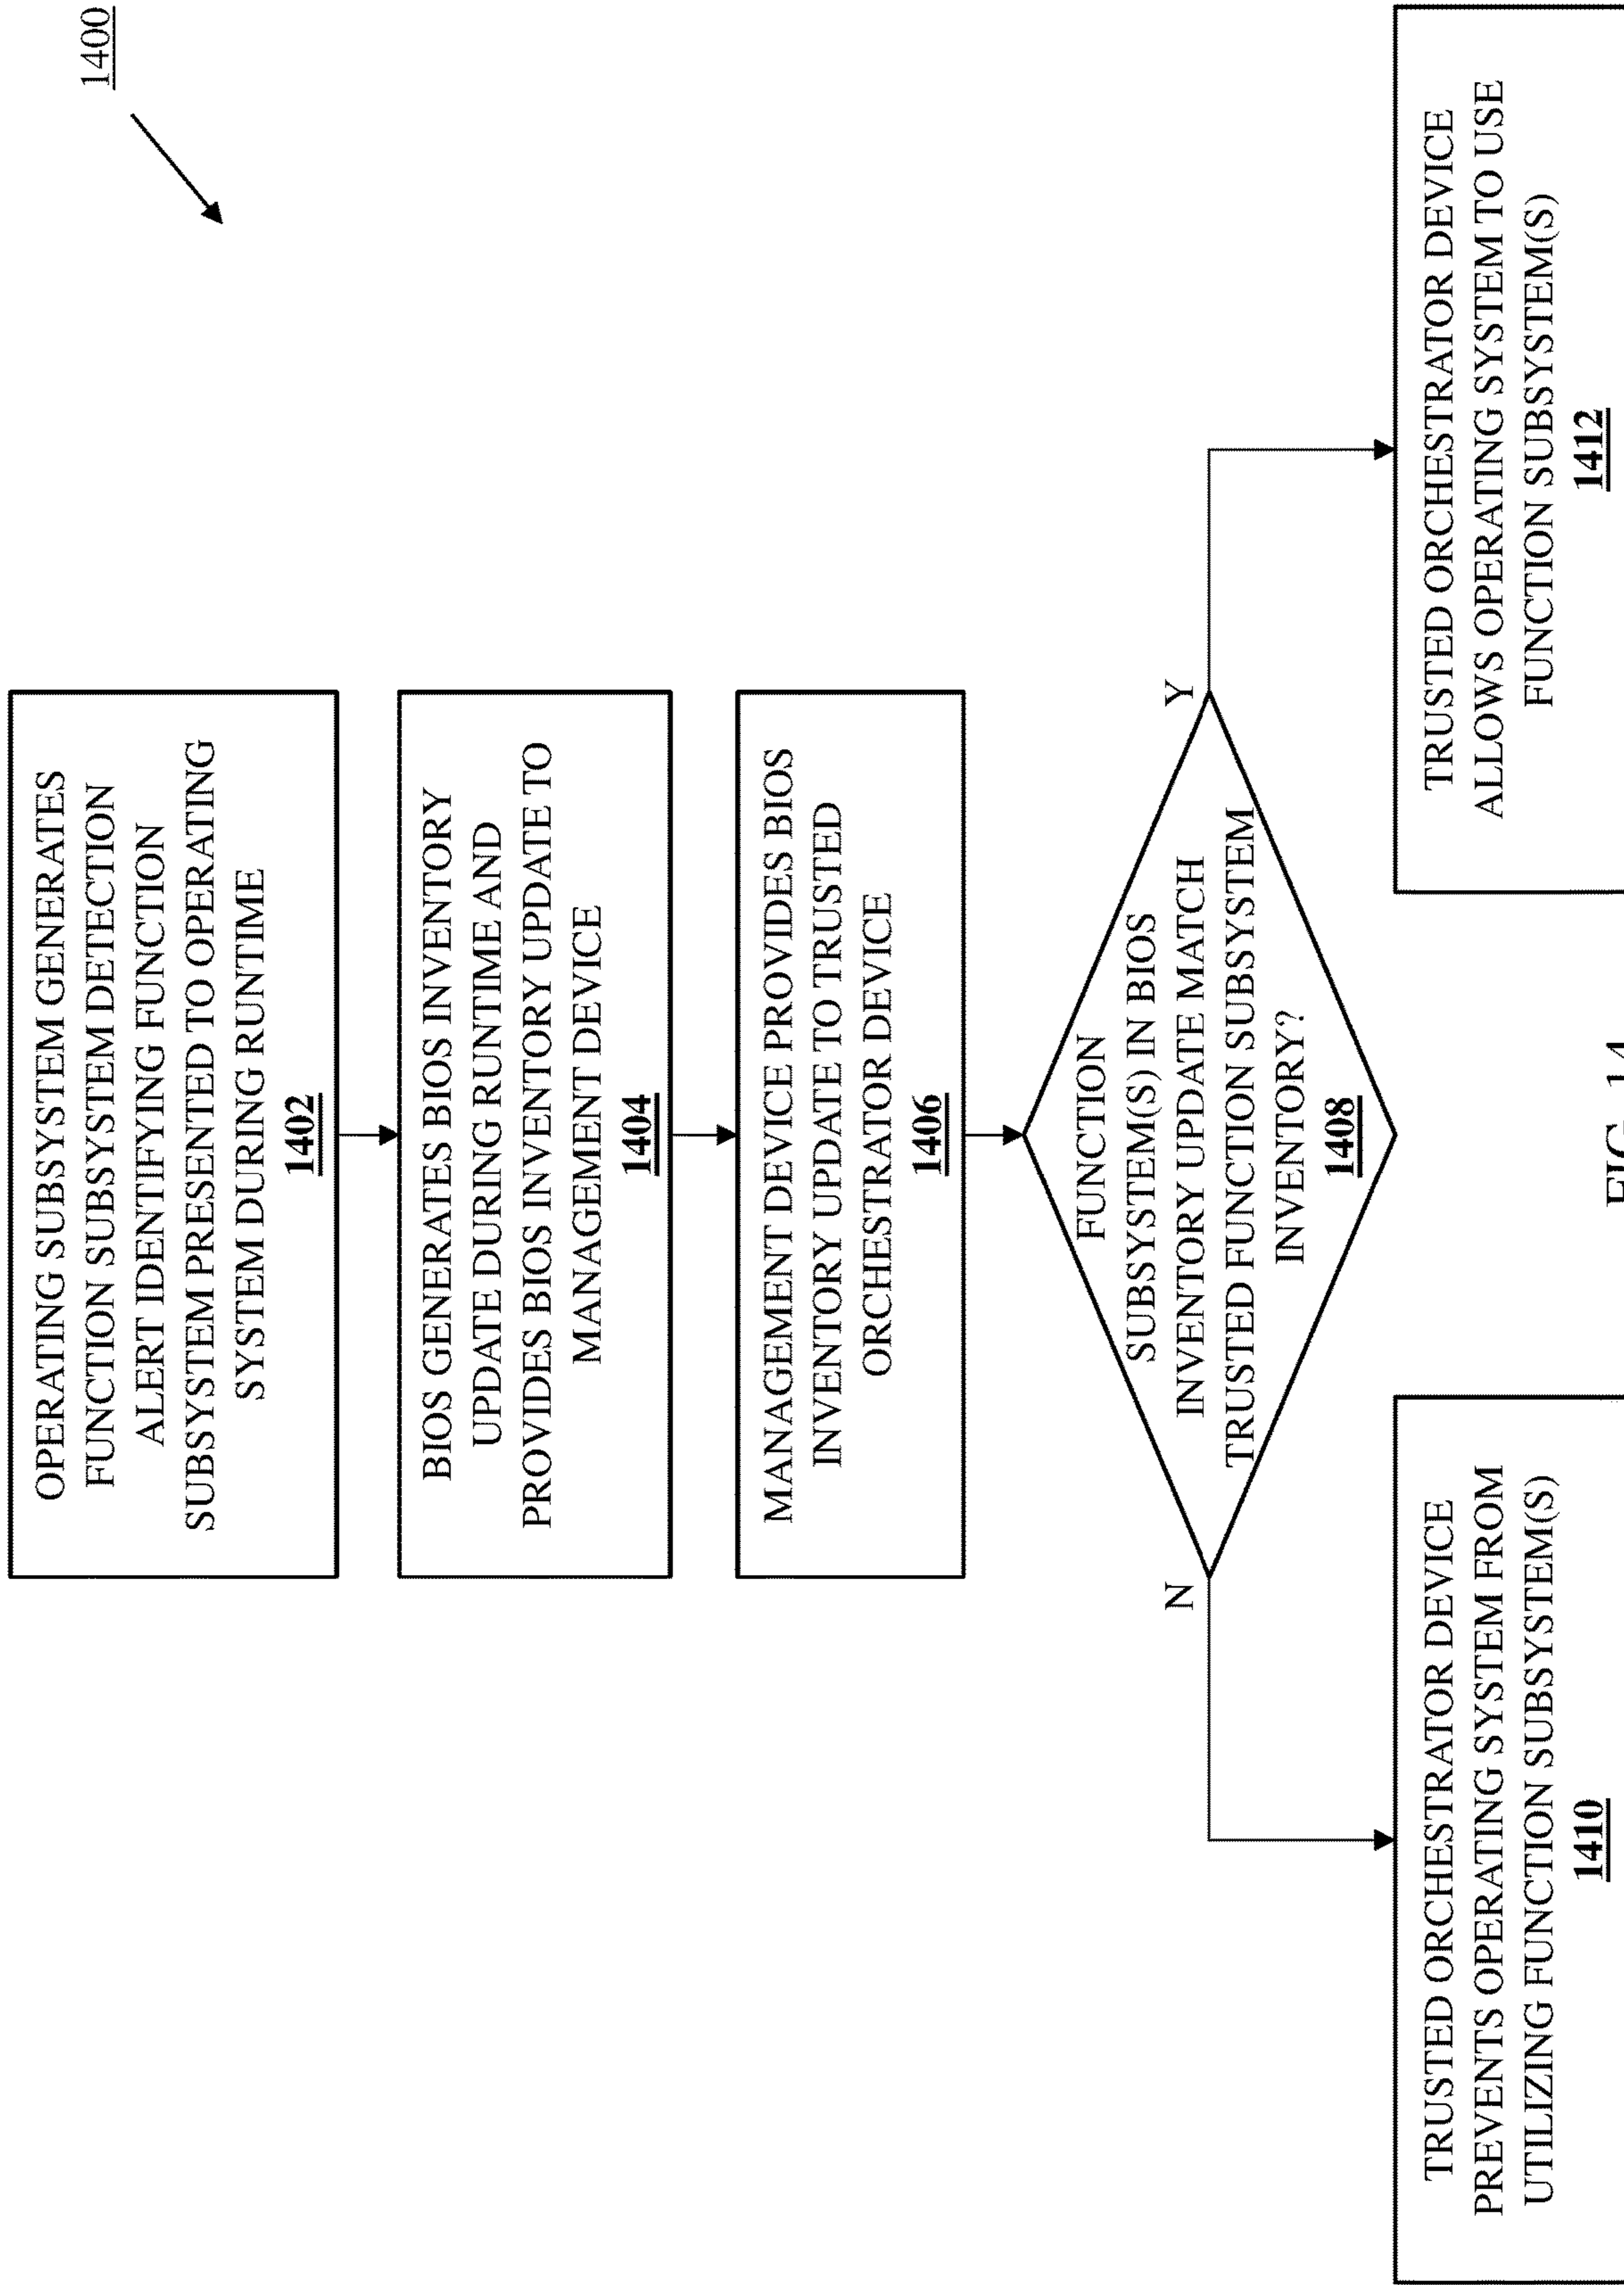 1400
OPERATING SUBSYSTEM GENERATES
FUNCTION SUBSYSTEM DETECTION
ALERT IDENTIFYING FUNCTION
SUBSYSTEM PRESENTED TO OPERATING
SYSTEM DURING RUNTIME
1402
BIOS GENERATES BIOS INVENTORY
UPDATE DURING RUNTIME AND
PROVIDES BIOS INVENTORY UPDATE TO
MANAGEMENT DEVICE
1404
MANAGEMENT DEVICE PROVIDES BIOS
INVENTORY UPDATE TO TRUSTED
ORCHESTRATOR DEVICE
1406
FUNCTION
SUBSYSTEM(S) IN BIOS
INVENTORY UPDATE MATCH
TRUSTED FUNCTION SUBSYSTEM
INVENTORY?
1408
N
Y
TRUSTED ORCHESTRATOR DEVICE
PREVENTS OPERATING SYSTEM FROM
UTILIZING FUNCTION SUBSYSTEM(S)
1410
TRUSTED ORCHESTRATOR DEVICE
ALLOWS OPERATING SYSTEM TO USE
FUNCTION SUBSYSTEM(S)
1412
FIG. 14